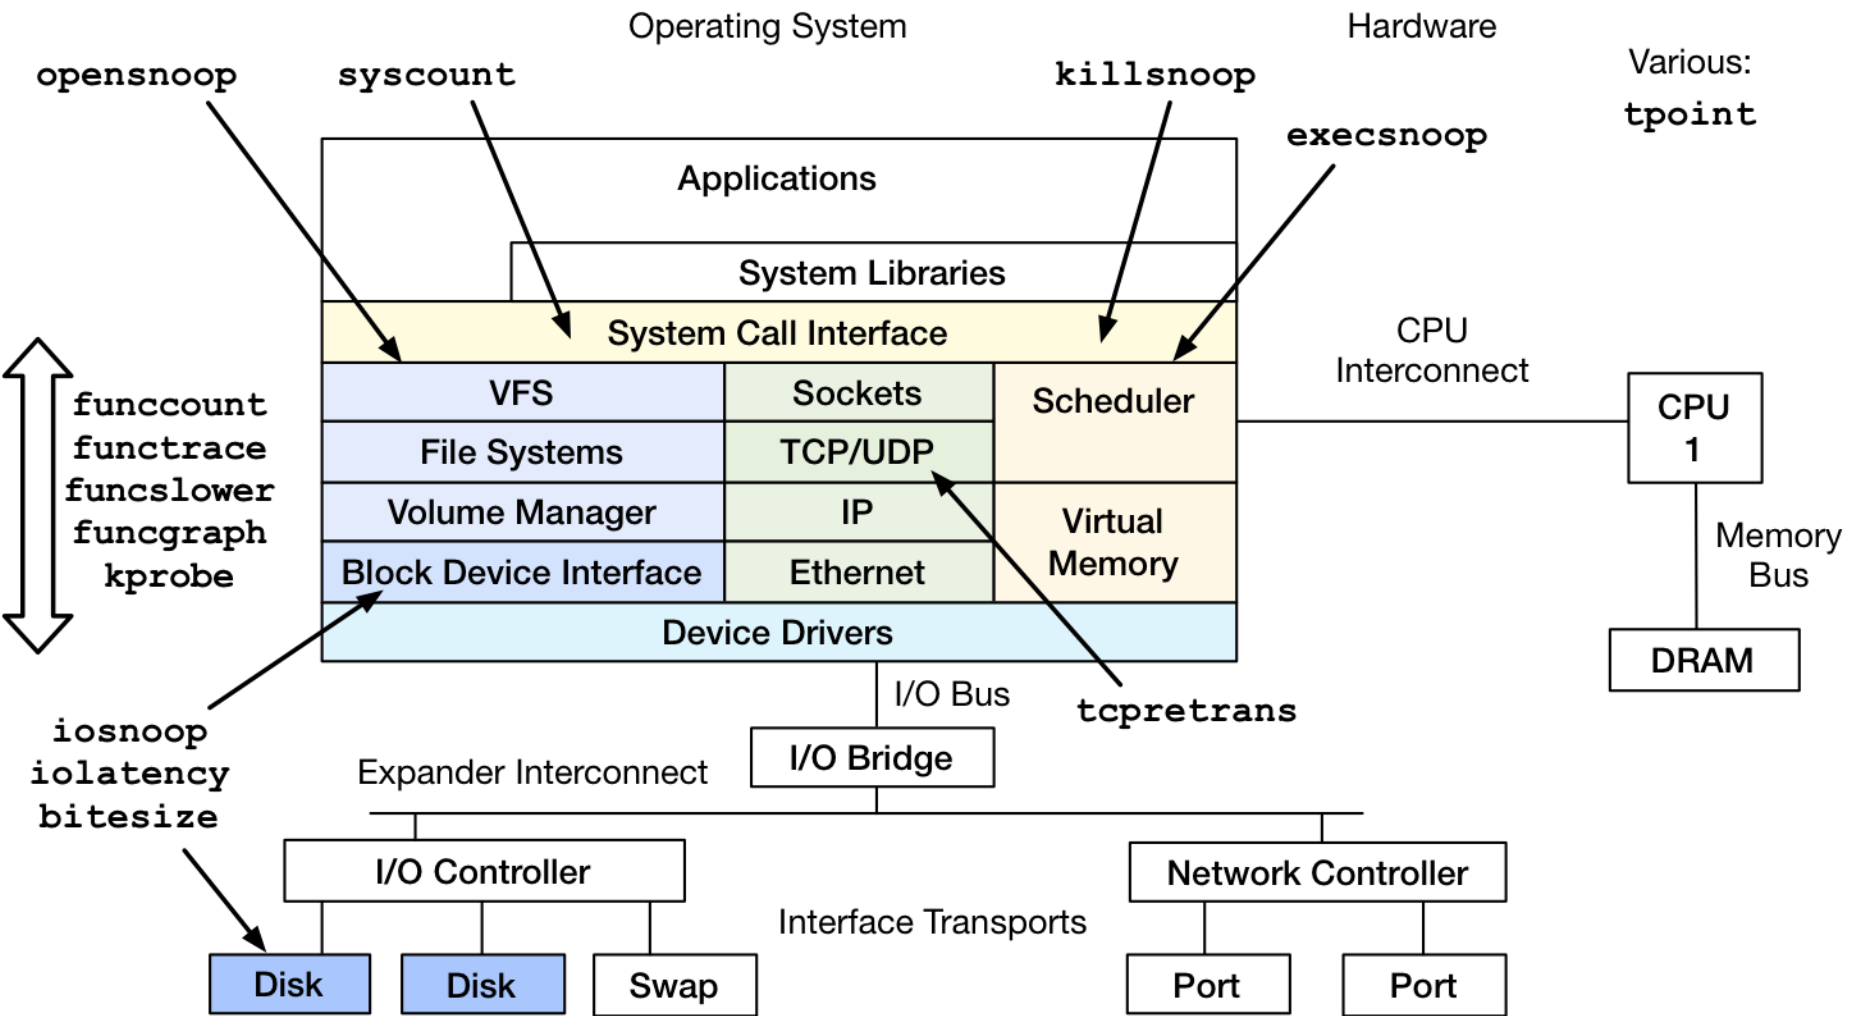 Operating System
Hardware
opensnoop
syscount
killsnoop
Various:
tpoint
execsnoop
Applications
System Libraries
System Call Interface
CPU
Interconnect
VFS
Sockets
Scheduler
File Systems
TCP/UDP
Volume Manager
IP
Virtual
Memory
Block Device Interface
Ethernet
Device Drivers
funccount
functrace
funcslower
funcgraph
kprobe
CPU
1
Memory
Bus
DRAM
I/O Bus
tcpretrans
iosnoop
iolatency
bitesize
I/O Bridge
Expander Interconnect
I/O Controller
Network Controller
Interface Transports
Disk
Disk
Swap
Port
Port